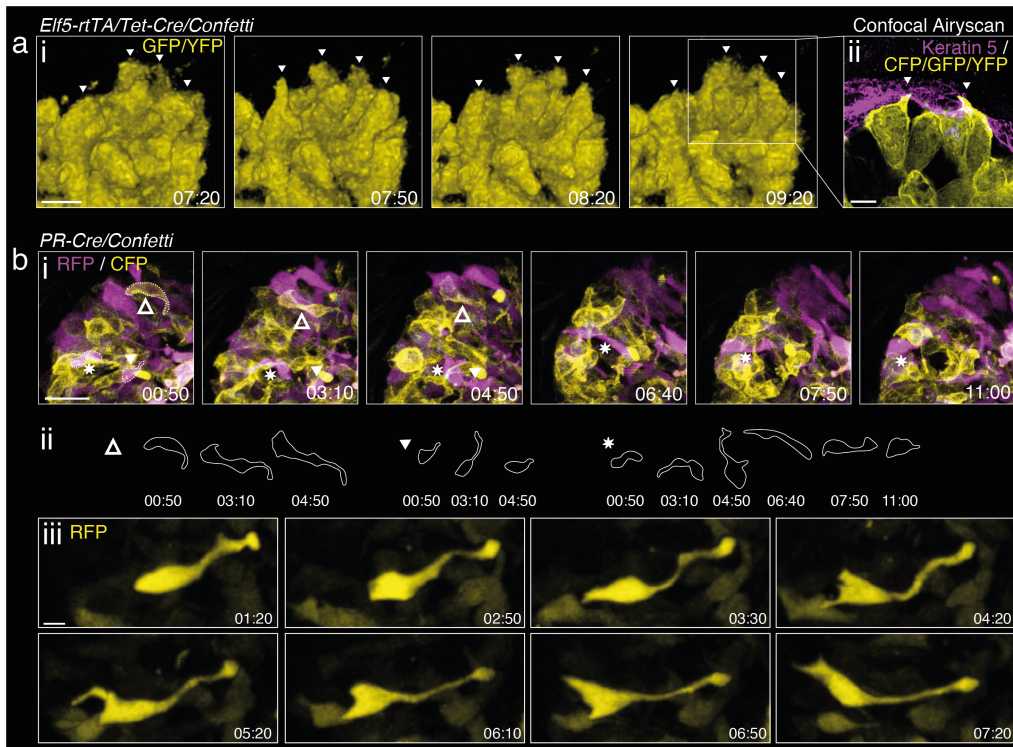 Elf5-rtTA/Tet-Cre/Confetti
Confocal Airyscan
a
i
GFP/YFP
ii
Keratin 5 /
CFP/GFP/YFP
07:20
07:50
08:20
09:20
PR-Cre/Confetti
b
i
RFP / CFP
00:50
03:10
04:50
06:40
07:50
11:00
ii
00:50 03:10 04:50 00:50 03:10 04:50 00:50 03:10 04:50 06:40 07:50 11:00
iii RFP
01:20
02:50
03:30
04:20
05:20
06:10
06:50
07:20